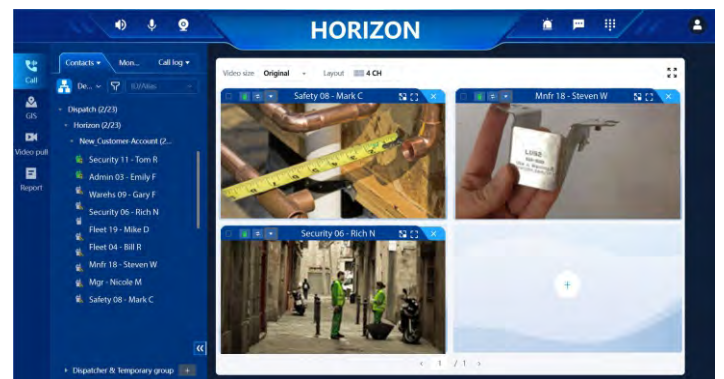 HORIZON
Call
GIS
Video pull
Report
Contacts
Mon...
Call log
De...
ID/Alias
Dispatch (2/23)
Horizon (2/23)
New_Customer-Account (2...
Security 11 - Tom R
Admin 03 - Emily F
Warehs 09 - Gary F
Security 06 - Rich N
Fleet 19 - Mike D
Fleet 04 - Bill R
Mnfr 18 - Steven W
Mgr - Nicole M
Safety 08 - Mark C
Dispatcher & Temporary group +
Video size Original Layout 4 CH
Safety 08 - Mark C
Mnfr 18 - Steven W
LUS2
Security 06 - Rich N
1 / 1